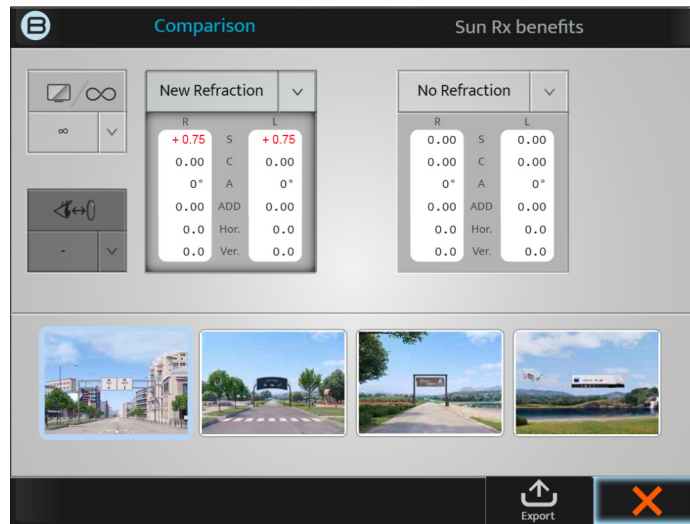 B Comparison Sun Rx benefits
/∞
New Refraction No Refraction
∞
R L R L
+ 0.75 S + 0.75 0.00 S 0.00
0.00 C 0.00 0.00 C 0.00
0° A 0° 0° A 0°
0.00 ADD 0.00 0.00 ADD 0.00
0.0 Hor. 0.0 0.0 Hor. 0.0
- 0.0 Ver. 0.0 0.0 Ver. 0.0
Export